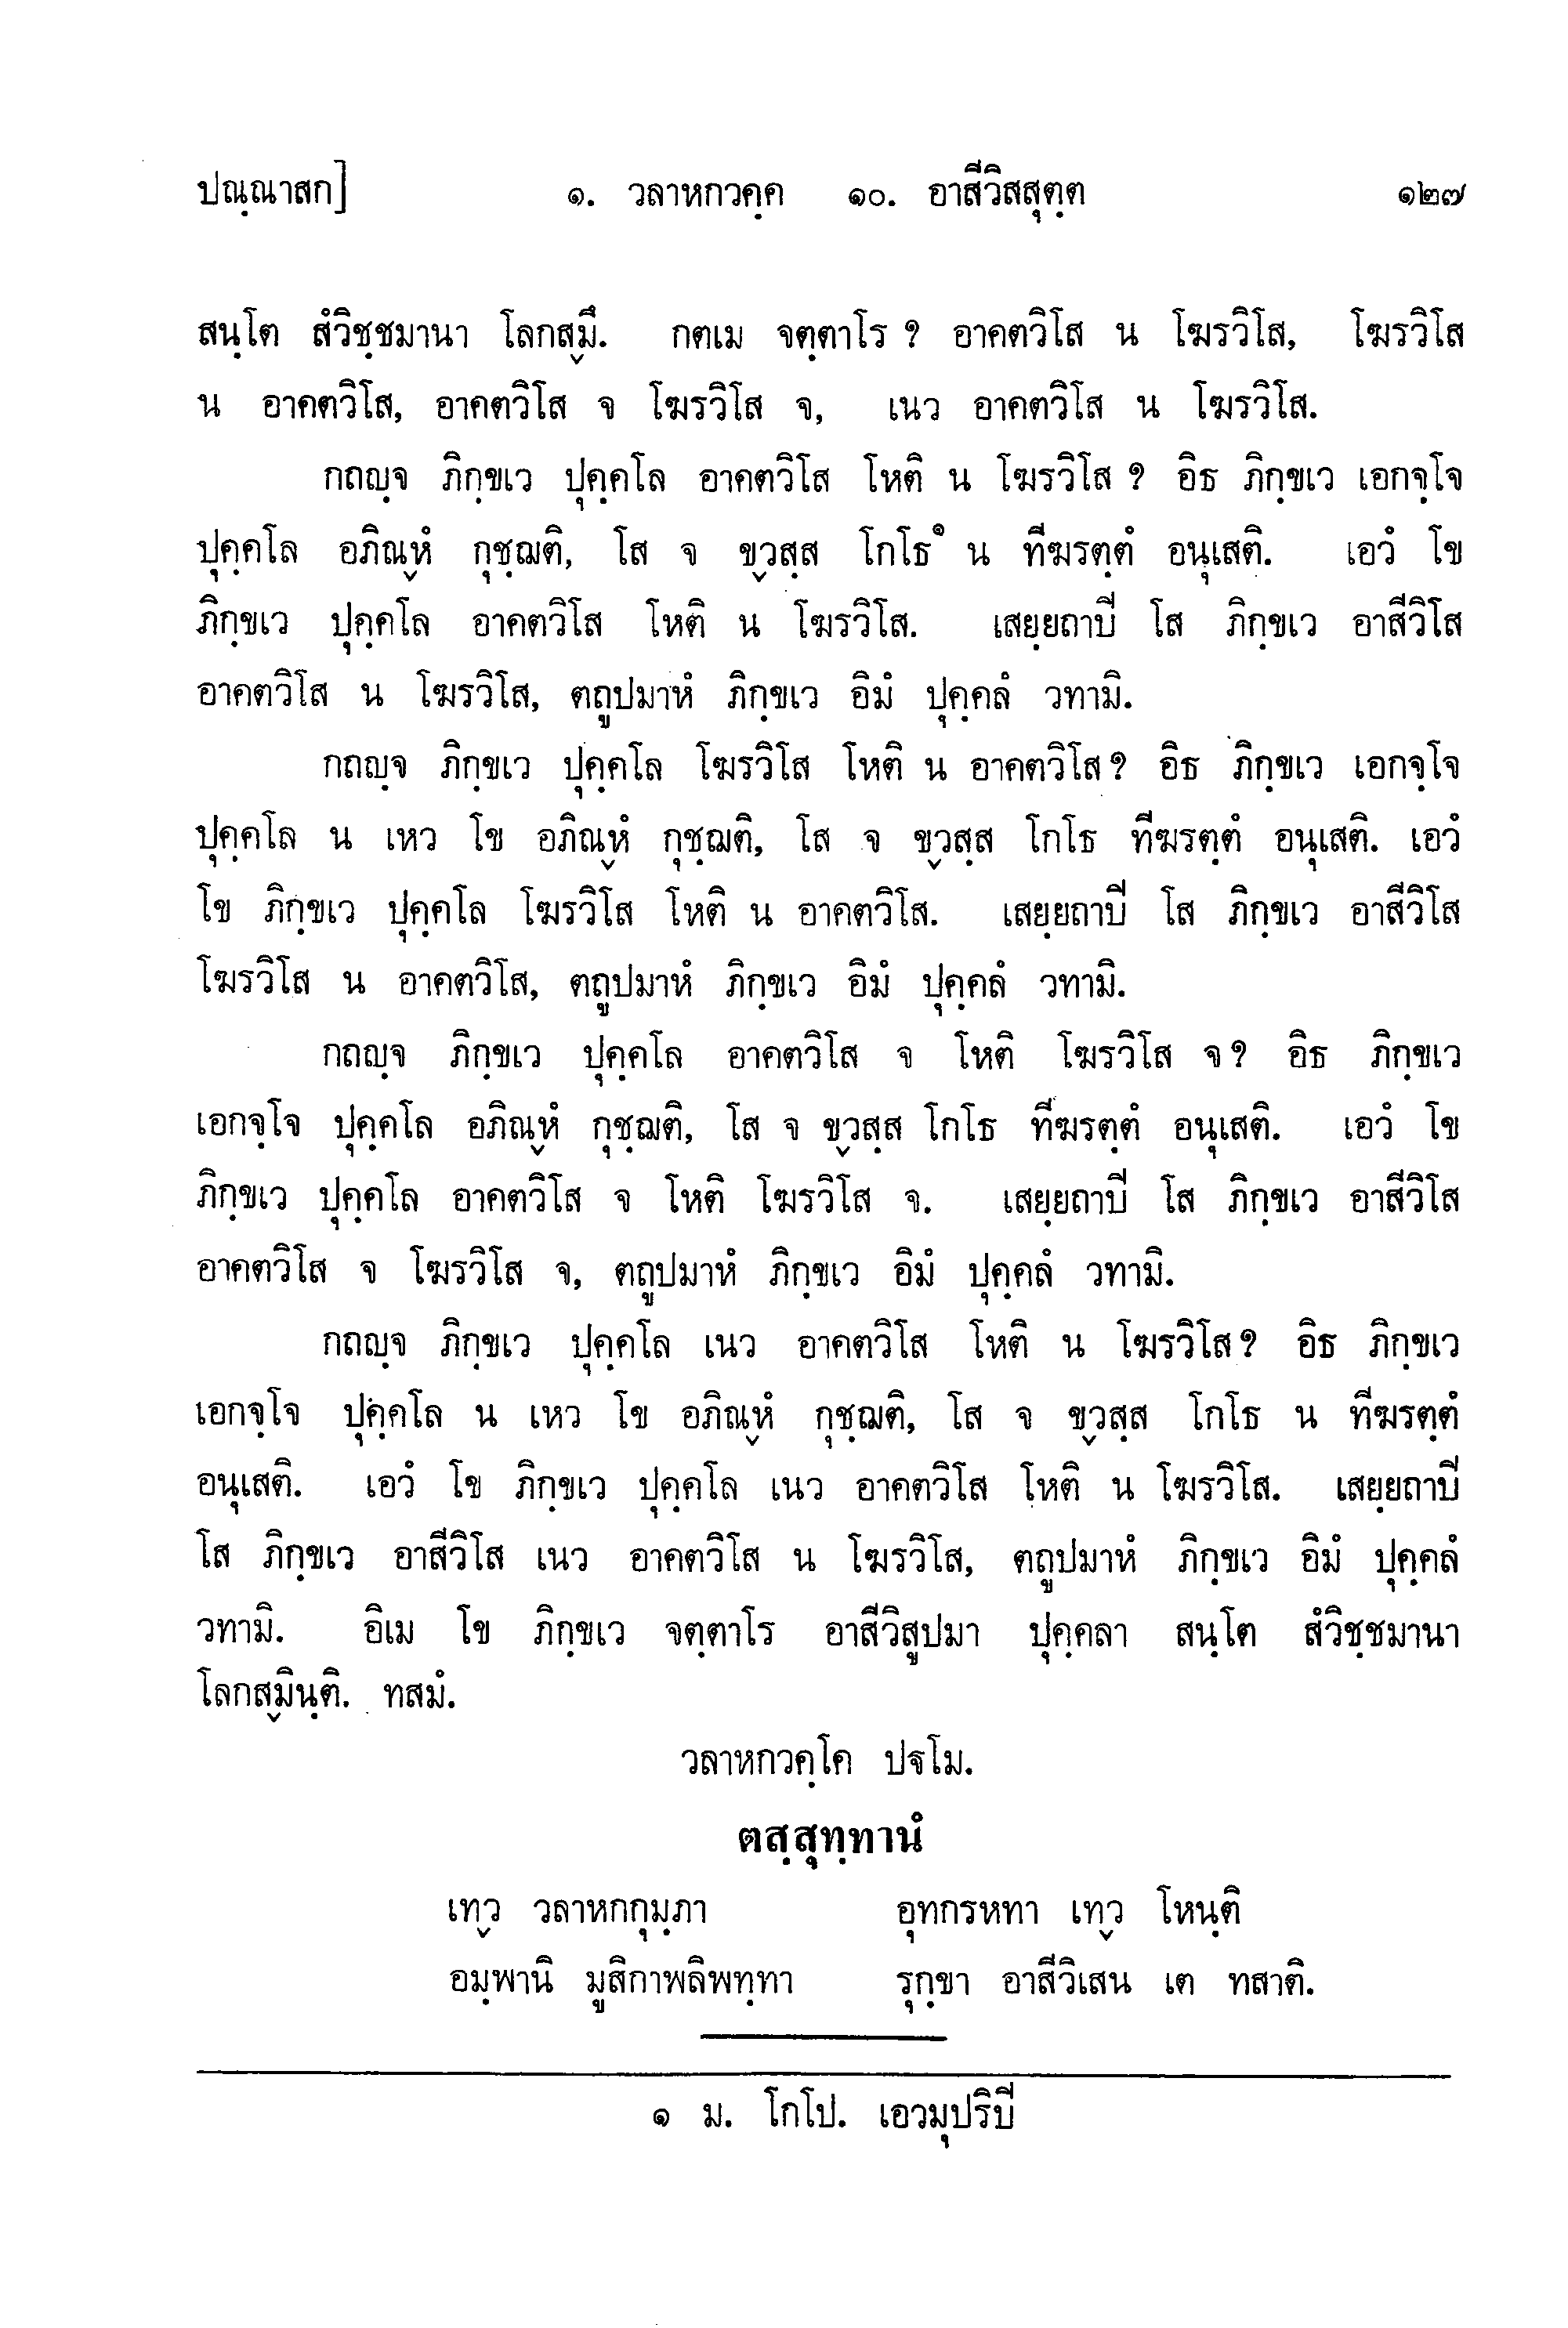 ปณฺณาสก] ๑. วลาหกวคฺค ๑๐. อาสีวิสสุตฺต ๑๒๗
สนฺโต สํวิชฺชมานา โลกสฺมึ. กตเม จตฺตาโร ? อาคตวิโส น โฆรวิโส, โฆรวิโส
น อาคตวิโส, อาคตวิโส จ โฆรวิโส จ, เนว อาคตวิโส น โฆรวิโส.
กถญฺจ ภิกฺขเว ปุคฺคโล อาคตวิโส โหติ น โฆรวิโส ? อิธ ภิกฺขเว เอกจฺโจ
ปุคฺคโล อภิณฺหํ กุชฺฌติ, โส จ ขฺวสฺส โกโธ๑ น ทีฆรตฺตํ อนุเสติ. เอวํ โข
ภิกฺขเว ปุคฺคโล อาคตวิโส โหติ น โฆรวิโส. เสยฺยถาปี โส ภิกฺขเว อาสีวิโส
อาคตวิโส น โฆรวิโส, ตถูปมาหํ ภิกฺขเว อิมํ ปุคฺคลํ วทามิ.
กถญฺจ ภิกฺขเว ปุคฺคโล โฆรวิโส โหติ น อาคตวิโส ? อิธ ภิกฺขเว เอกจฺโจ
ปุคฺคโล น เหว โข อภิณฺหํ กุชฺฌติ, โส จ ขฺวสฺส โกโธ ทีฆรตฺตํ อนุเสติ. เอวํ
โข ภิกฺขเว ปุคฺคโล โฆรวิโส โหติ น อาคตวิโส. เสยฺยถาปี โส ภิกฺขเว อาสีวิโส
โฆรวิโส น อาคตวิโส, ตถูปมาหํ ภิกฺขเว อิมํ ปุคฺคลํ วทามิ.
กถญฺจ ภิกฺขเว ปุคฺคโล อาคตวิโส จ โหติ โฆรวิโส จ ? อิธ ภิกฺขเว
เอกจฺโจ ปุคฺคโล อภิณฺหํ กุชฺฌติ, โส จ ขฺวสฺส โกโธ ทีฆรตฺตํ อนุเสติ. เอวํ โข
ภิกฺขเว ปุคฺคโล อาคตวิโส จ โหติ โฆรวิโส จ. เสยฺยถาปี โส ภิกฺขเว อาสีวิโส
อาคตวิโส จ โฆรวิโส จ, ตถูปมาหํ ภิกฺขเว อิมํ ปุคฺคลํ วทามิ.
กถญฺจ ภิกฺขเว ปุคฺคโล เนว อาคตวิโส โหติ น โฆรวิโส ? อิธ ภิกฺขเว
เอกจฺโจ ปุคฺคโล น เหว โข อภิณฺหํ กุชฺฌติ, โส จ ขฺวสฺส โกโธ น ทีฆรตฺตํ
อนุเสติ. เอวํ โข ภิกฺขเว ปุคฺคโล เนว อาคตวิโส โหติ น โฆรวิโส. เสยฺยถาปี
โส ภิกฺขเว อาสีวิโส เนว อาคตวิโส น โฆรวิโส, ตถูปมาหํ ภิกฺขเว อิมํ ปุคฺคลํ
วทามิ. อิเม โข ภิกฺขเว จตฺตาโร อาสีวิสูปมา ปุคฺคลา สนฺโต สํวิชฺชมานา
โลกสฺมินฺติ. ทสมํ.
วลาหกวคฺโค ปฐโม.
ตสฺสุทฺทานํ
เทฺว วลาหกกุมฺภา อุทกรหทา เทฺว โหนฺติ
อมฺพานิ มูสิกาพลิพทฺทา รุกฺขา อาสีวิเสน เต ทสาติ.
๑ ม. โกโป. เอวมุปริปี